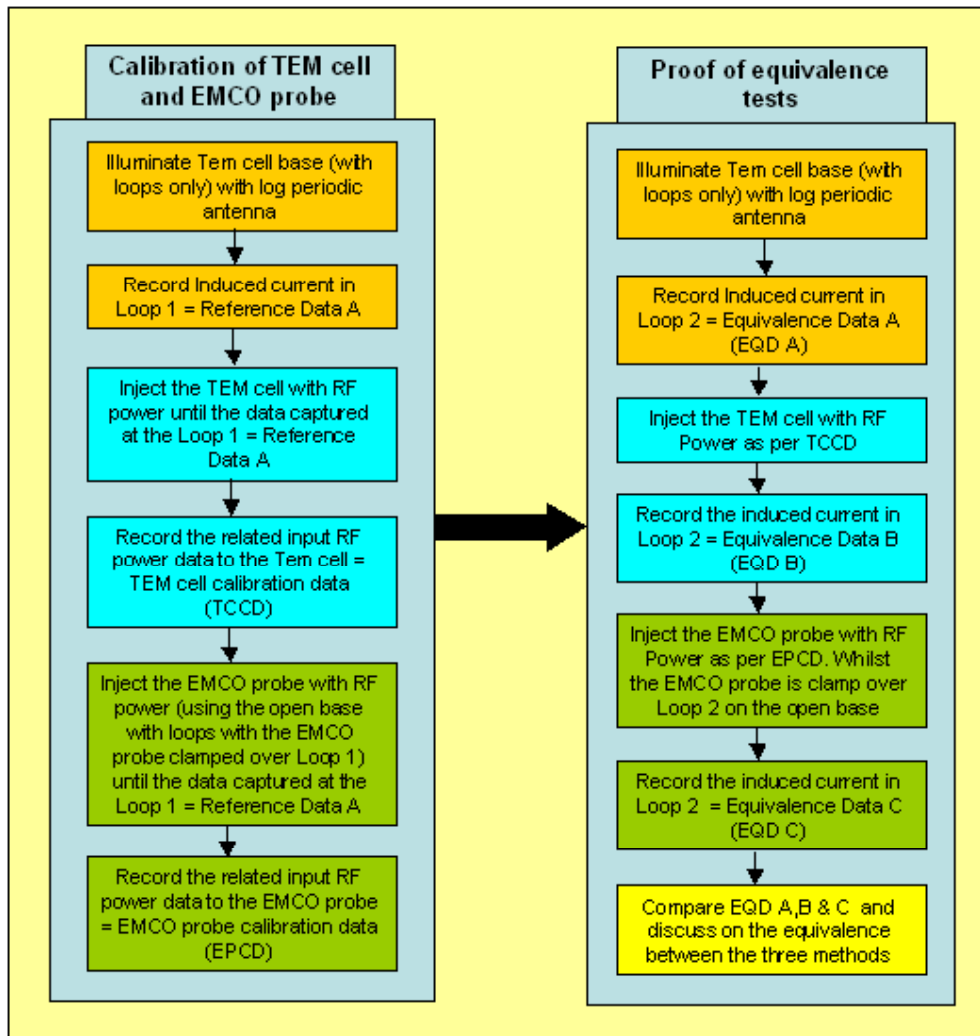 Calibration of TEM cell
and EMCO probe
Illuminate Tem cell base (with
loops only) with log periodic
antenna
Record Induced current in
Loop 1 = Reference Data A
Inject the TEM cell with RF
power until the data captured
at the Loop 1 = Reference
Data A
Record the related input RF
power data to the Tem cell =
TEM cell calibration data
(TCCD)
Inject the EMCO probe with RF
power (using the open base
with loops with the EMCO
probe clamped over Loop 1)
until the data captured at the
Loop 1 = Reference Data A
Record the related input RF
power data to the EMCO probe
= EMCO probe calibration data
(EPCD)
Proof of equivalence
tests
Illuminate Tem cell base (with
loops only) with log periodic
antenna
Record Induced current in
Loop 2 = Equivalence Data A
(EQD A)
Inject the TEM cell with RF
Power as per TCCD
Record the induced current in
Loop 2 = Equivalence Data B
(EQD B)
Inject the EMCO probe with RF
Power as per EPCD. Whilst
the EMCO probe is clamp over
Loop 2 on the open base
Record the induced current in
Loop 2 = Equivalence Data C
(EQD C)
Compare EQD A,B & C and
discuss on the equivalence
between the three methods